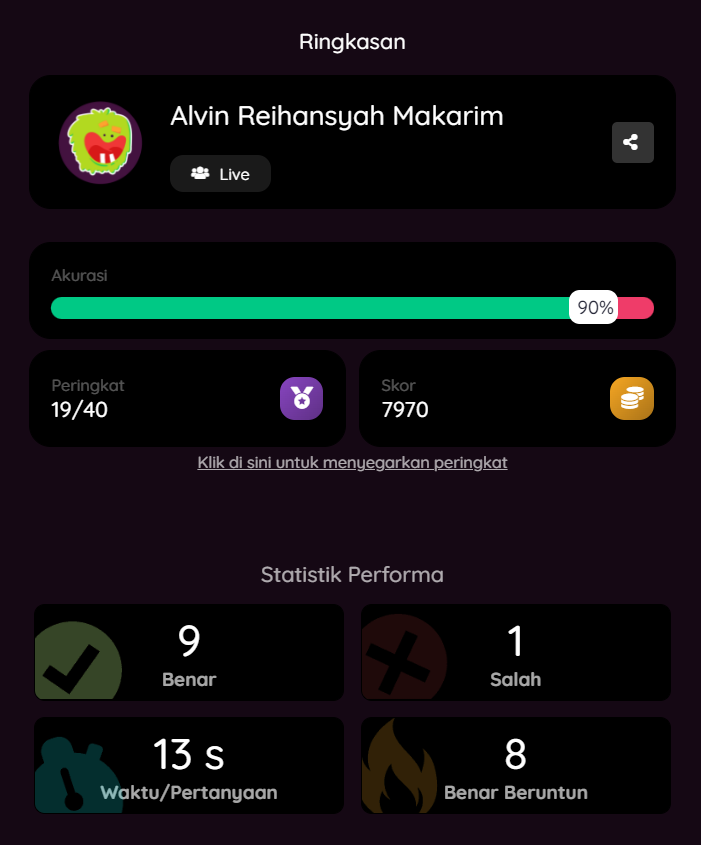 Ringkasan
Alvin Reihansyah Makarim
Live
Akurasi
90%
Peringkat
19/40
Skor
7970
Klik di sini untuk menyegarkan peringkat
Statistik Performa
9
Benar
1
Salah
13 s
Waktu/Pertanyaan
8
Benar Beruntun